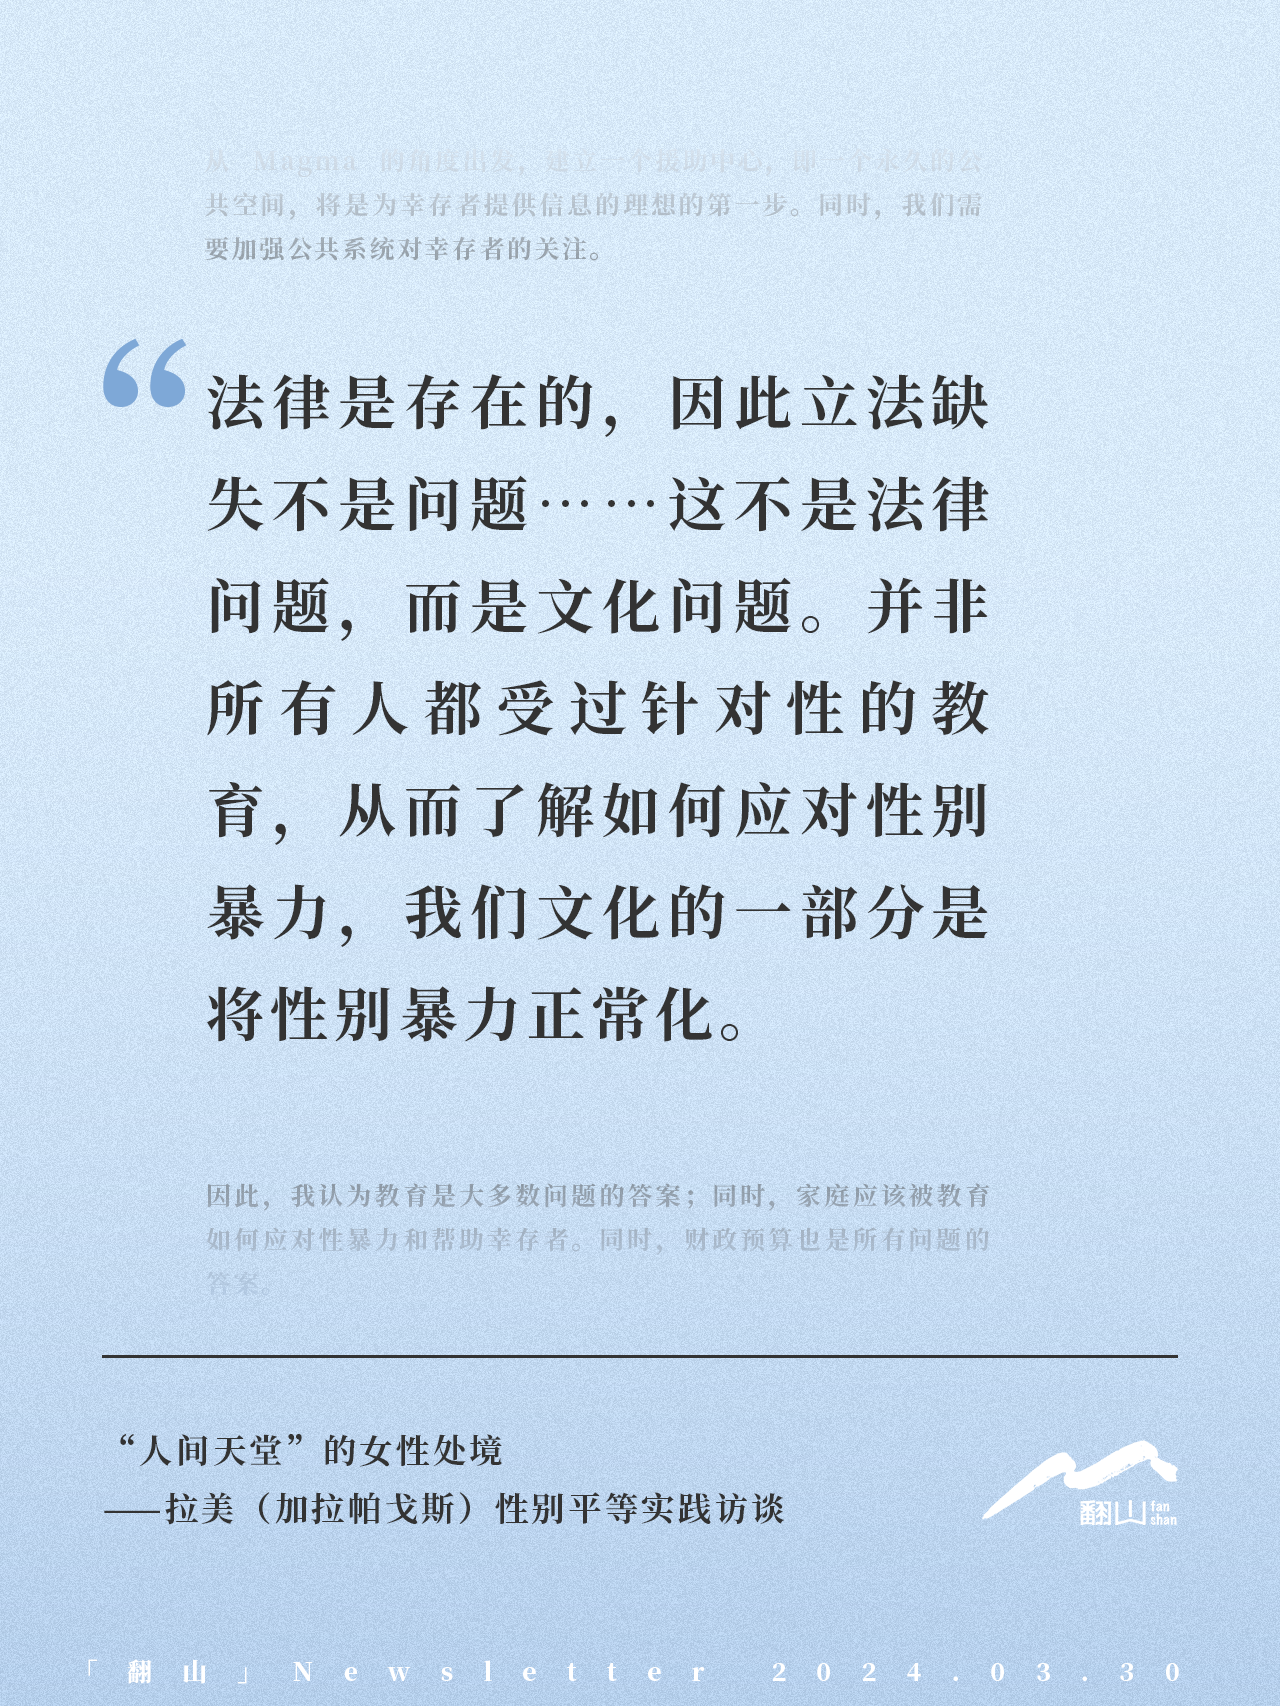 从 Magma 的角度出发，建立一个援助中心，即一个永久的公
共空间，将是为幸存者提供信息的理想的第一步。同时，我们需
要加强公共系统对幸存者的关注。
“法律是存在的，因此立法缺
失不是问题……这不是法律
问题，而是文化问题。并非
所有人都受过针对性的教
育，从而了解如何应对性别
暴力，我们文化的一部分是
将性别暴力正常化。
因此，我认为教育是大多数问题的答案；同时，家庭应该被教育
如何应对性暴力和帮助幸存者。同时，财政预算也是所有问题的
答案。
“人间天堂”的女性处境
——拉美（加拉帕戈斯）性别平等实践访谈
翻山 fan shan
「翻山」Newsletter 2024.03.30